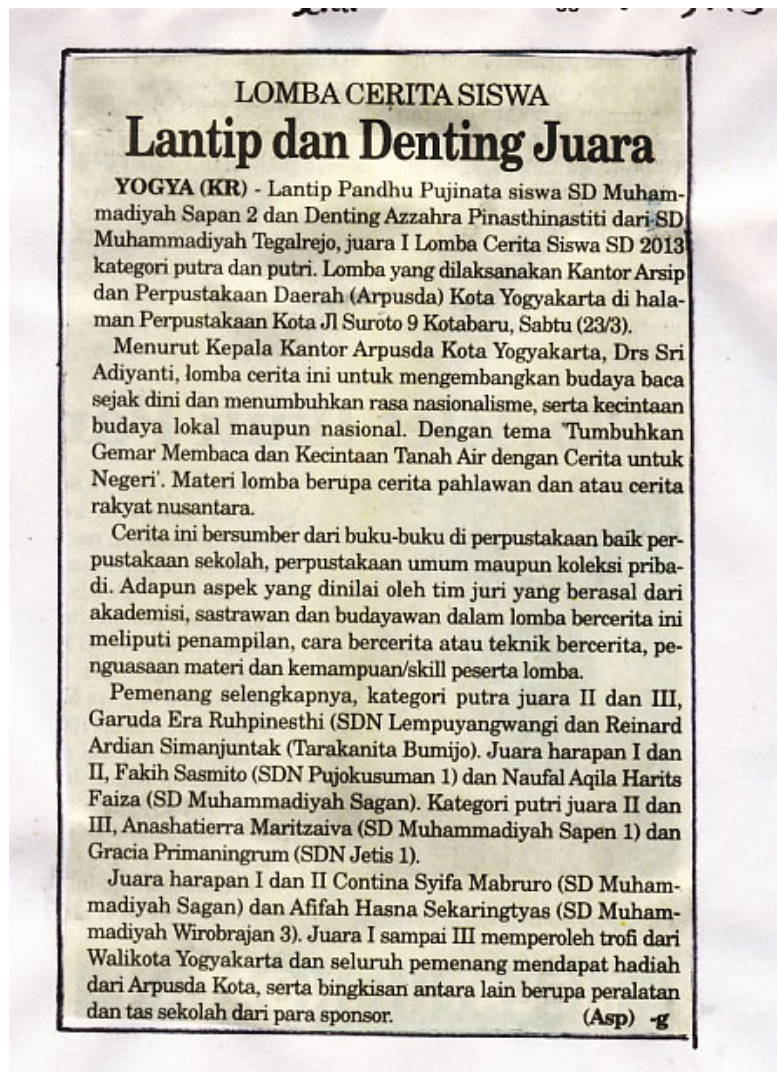 LOMBA CERITA SISWA
Lantip dan Denting Juara
YOGYA (KR) - Lantip Pandhu Pujinata siswa SD Muham-
madiyah Sapan 2 dan Denting Azzahra Pinasthinastiti dari SD
Muhammadiyah Tegalrejo, juara I Lomba Cerita Siswa SD 2013
kategori putra dan putri. Lomba yang dilaksanakan Kantor Arsip
dan Perpustakaan Daerah (Arpusda) Kota Yogyakarta di hala-
man Perpustakaan Kota Jl Suroto 9 Kotabaru, Sabtu (23/3).
Menurut Kepala Kantor Arpusda Kota Yogyakarta, Drs Sri
Adiyanti, lomba cerita ini untuk mengembangkan budaya baca
sejak dini dan menumbuhkan rasa nasionalisme, serta kecintaan
budaya lokal maupun nasional. Dengan tema 'Tumbuhkan
Gemar Membaca dan Kecintaan Tanah Air dengan Cerita untuk
Negeri'. Materi lomba berupa cerita pahlawan dan atau cerita
rakyat nusantara.
Cerita ini bersumber dari buku-buku di perpustakaan baik per-
pustakaan sekolah, perpustakaan umum maupun koleksi priba-
di. Adapun aspek yang dinilai oleh tim juri yang berasal dari
akademisi, sastrawan dan budayawan dalam lomba bercerita ini
meliputi penampilan, cara bercerita atau teknik bercerita, pe-
nguasaan materi dan kemampuan/skill peserta lomba.
Pemenang selengkapnya, kategori putra juara II dan III,
Garuda Era Ruhpinesthi (SDN Lempuyangwangi dan Reinard
Ardian Simanjuntak (Tarakanita Bumijo). Juara harapan I dan
II, Fakih Sasmito (SDN Pujokusuman 1) dan Naufal Aqila Harits
Faiza (SD Muhammadiyah Sagan). Kategori putri juara II dan
III, Anashatierra Maritzaiva (SD Muhammadiyah Sapen 1) dan
Gracia Primaningrum (SDN Jetis 1).
Juara harapan I dan II Contina Syifa Mabruro (SD Muham-
madiyah Sagan) dan Afifah Hasna Sekaringtyas (SD Muham-
madiyah Wirobrajan 3). Juara I sampai III memperoleh trofi dari
Walikota Yogyakarta dan seluruh pemenang mendapat hadiah
dari Arpusda Kota, serta bingkisan antara lain berupa peralatan
dan tas sekolah dari para sponsor. (Asp) -g